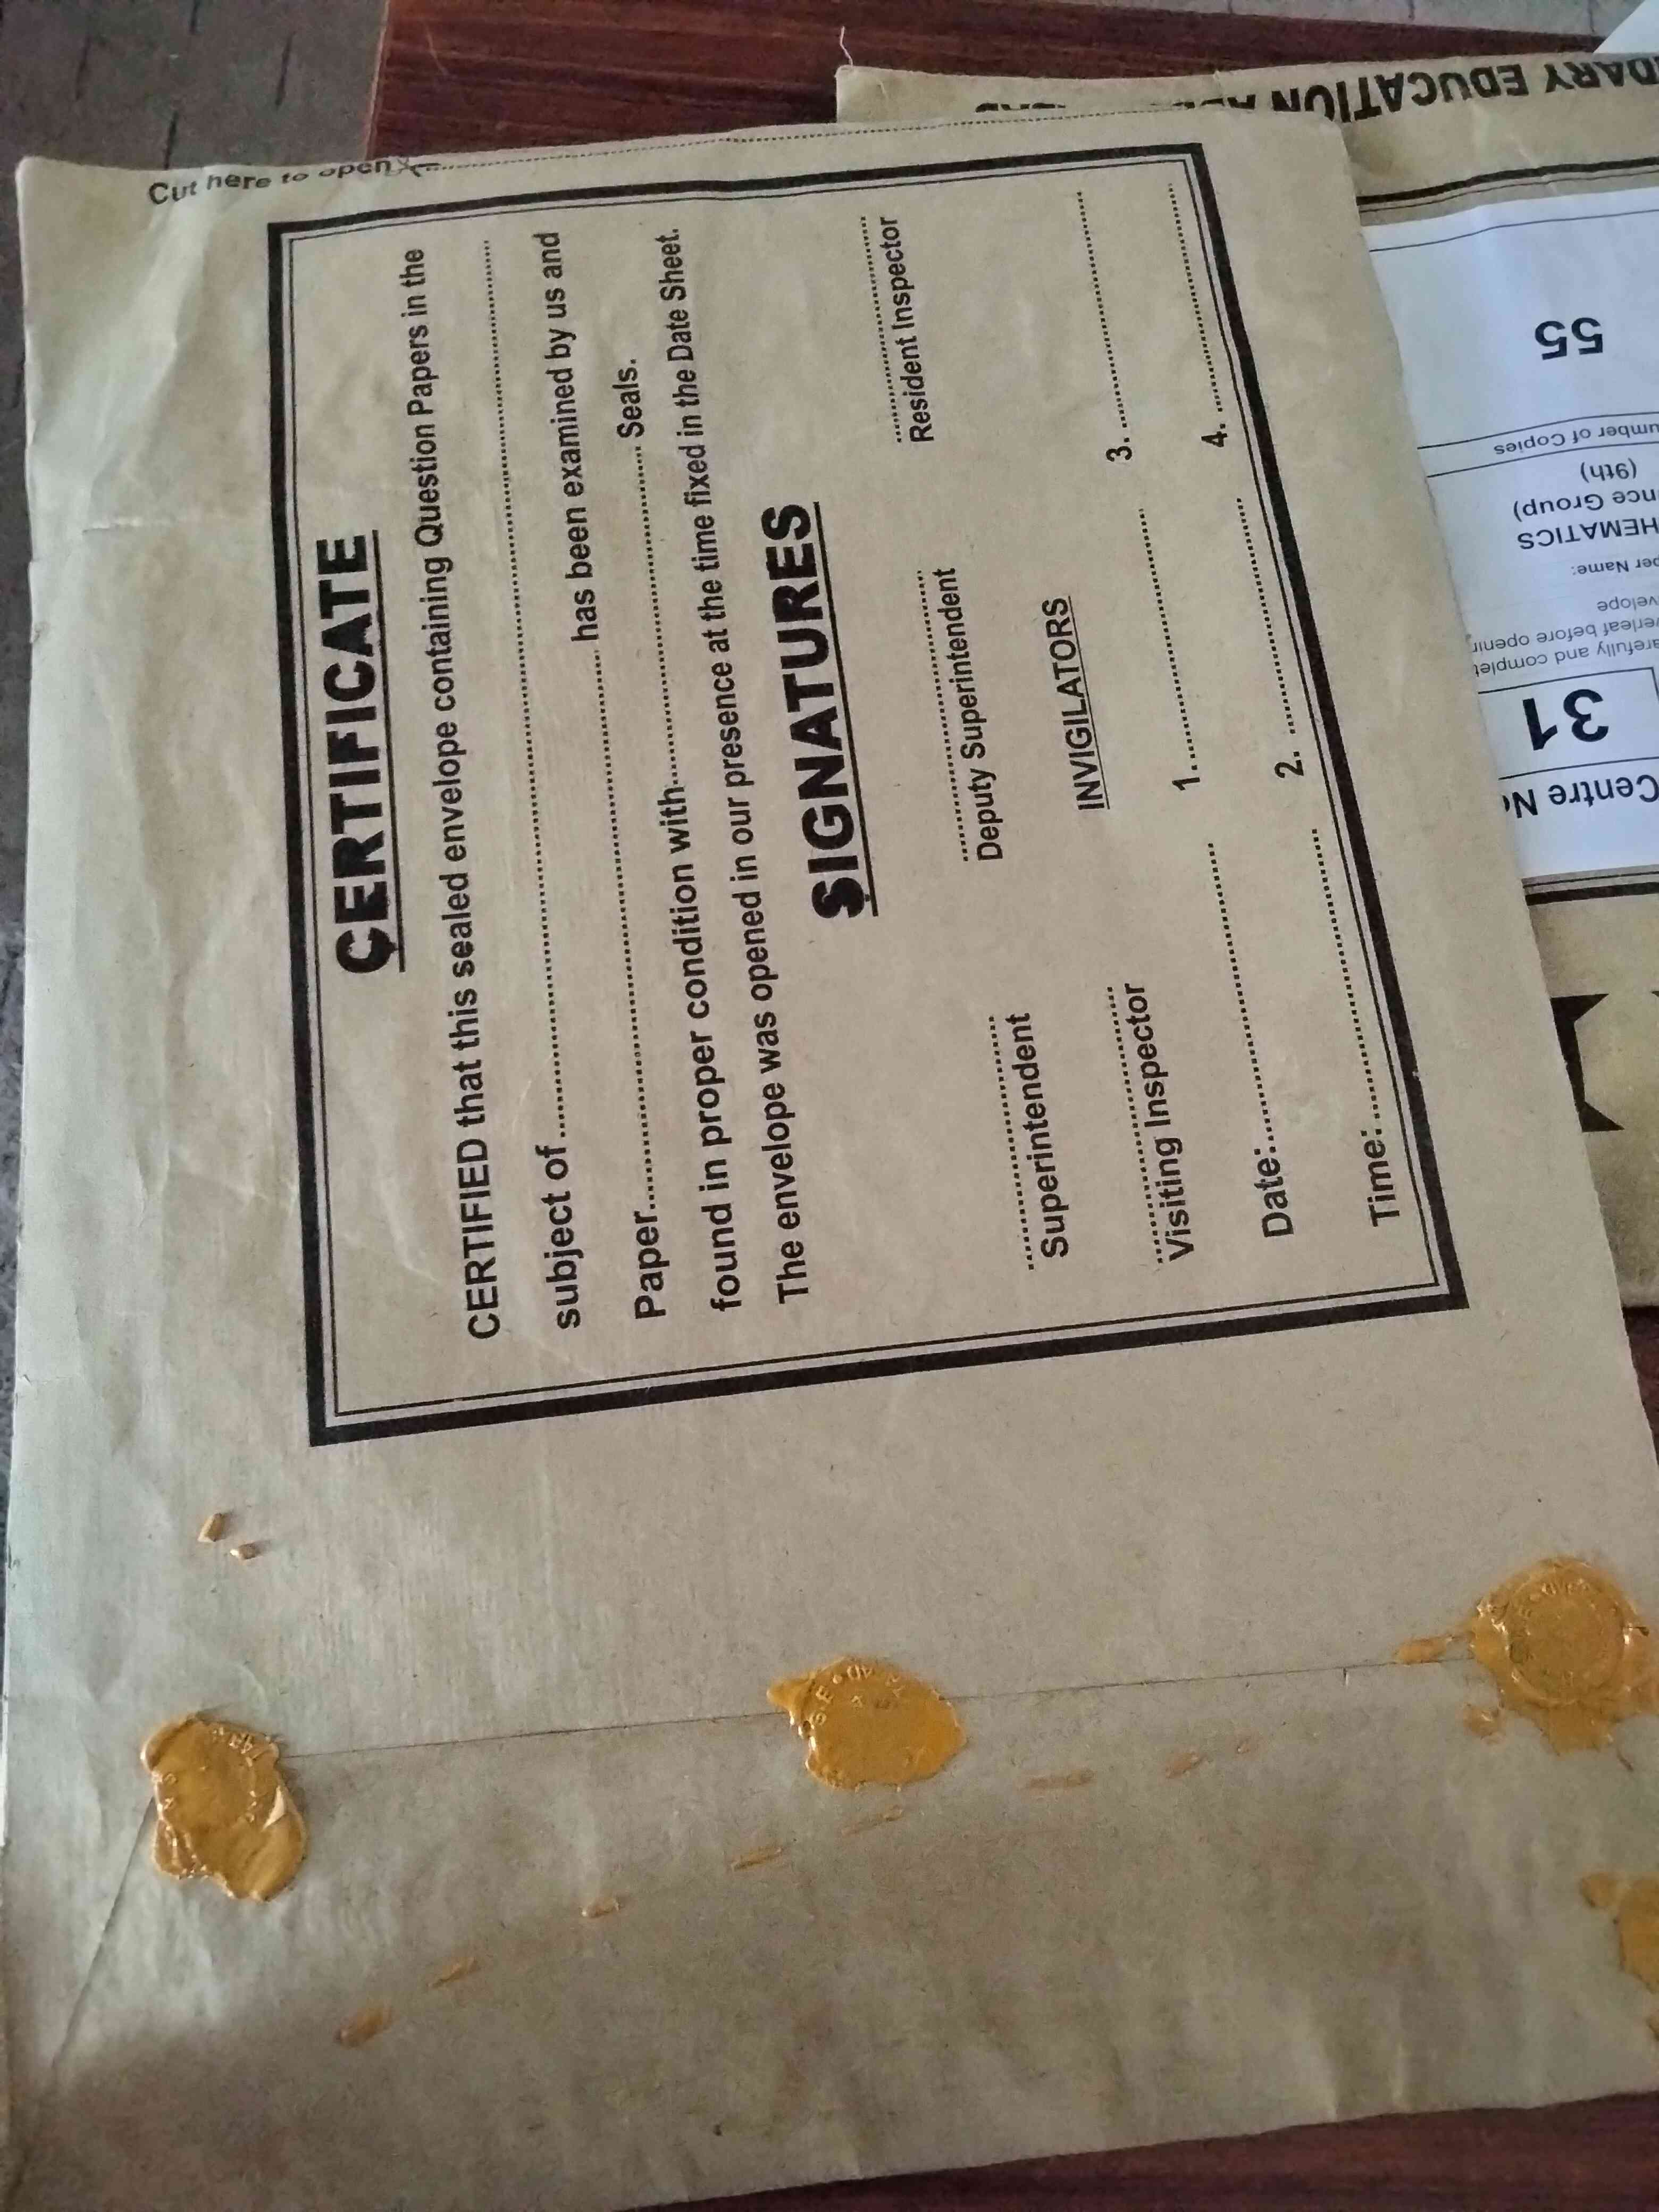 Cut here to open
CERTIFICATE
CERTIFIED that this sealed envelope containing Question Papers in the
subject of
Paper has been examined by us and
found in proper condition with Seals.
The envelope was opened in our presence at the time fixed in the Date Sheet.
SIGNATURES
Superintendent
Deputy Superintendent
Resident Inspector
Visiting Inspector
INVIGILATORS
Date:
1.
3.
Time:
2.
4.
DARY EDUCATION
Centre No
31
arefully and complet
verleaf before openin
velope
per Name:
HEMATICS
nce Group)
(9th)
umber of Copies
55